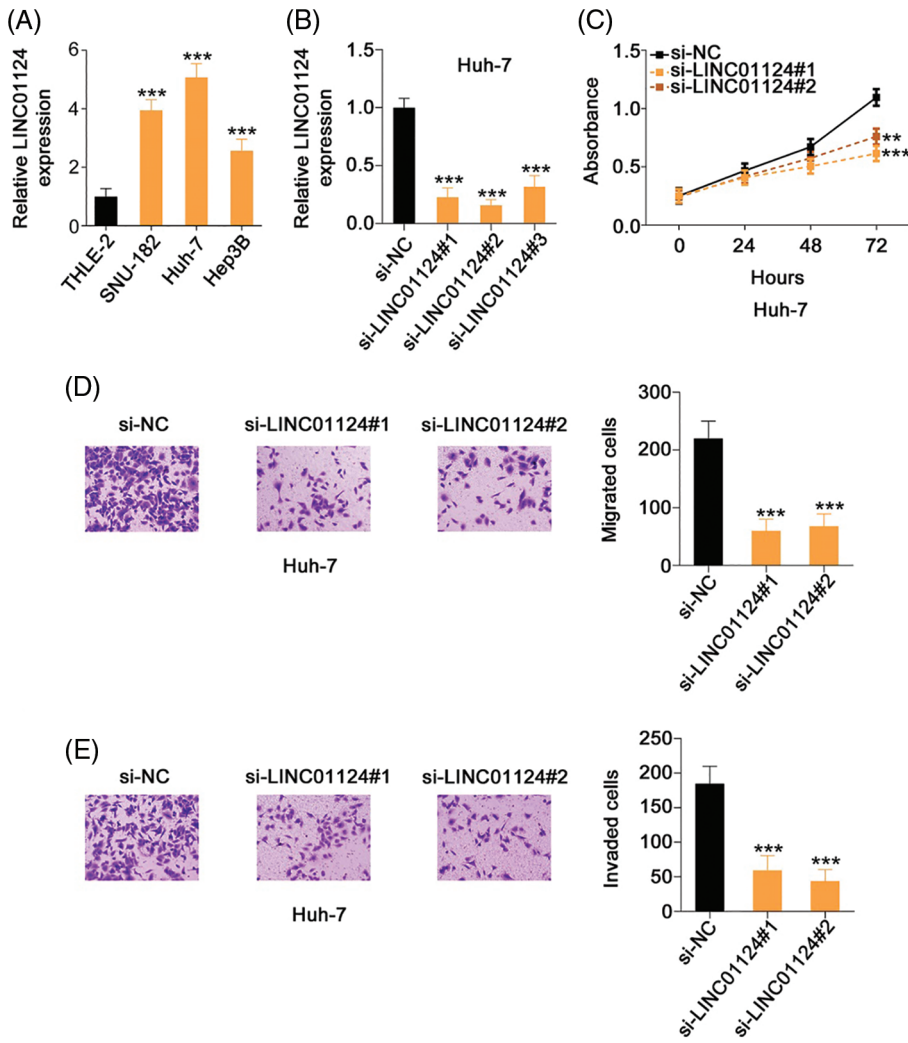 (A)
Relative LINC01124
expression
6
4
2
0
***
***
***
THLE-2
SNU-182
Huh-7
Hep3B
(B)
Relative LINC01124
expression
Huh-7
1.5
1.0
0.5
0.0
***
***
***
si-NC
si-LINC01124#1
si-LINC01124#2
si-LINC01124#3
(C)
Absorbance
1.5
1.0
0.5
0.0
si-NC
si-LINC01124#1
si-LINC01124#2
**
***
0 24 48 72
Hours
Huh-7
(D)
si-NC si-LINC01124#1 si-LINC01124#2
Huh-7
Migrated cells
300
200
100
0
***
***
si-NC
si-LINC01124#1
si-LINC01124#2
(E)
si-NC si-LINC01124#1 si-LINC01124#2
Huh-7
Invaded cells
250
200
150
100
50
0
***
***
si-NC
si-LINC01124#1
si-LINC01124#2